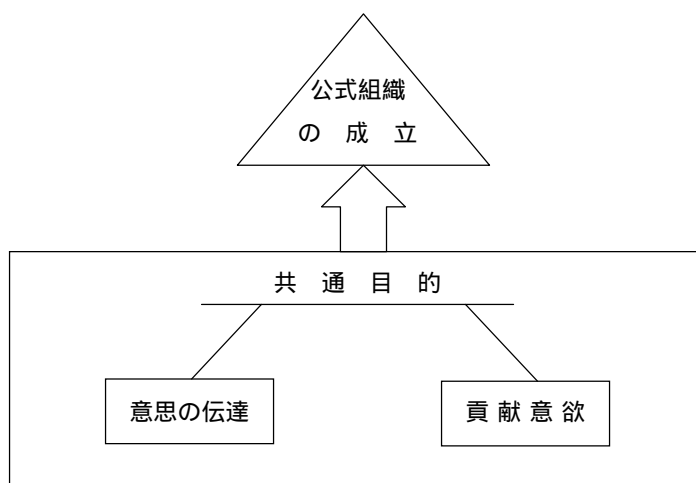 公式組織
の 成 立
共 通 目 的
意思の伝達
貢 献 意 欲